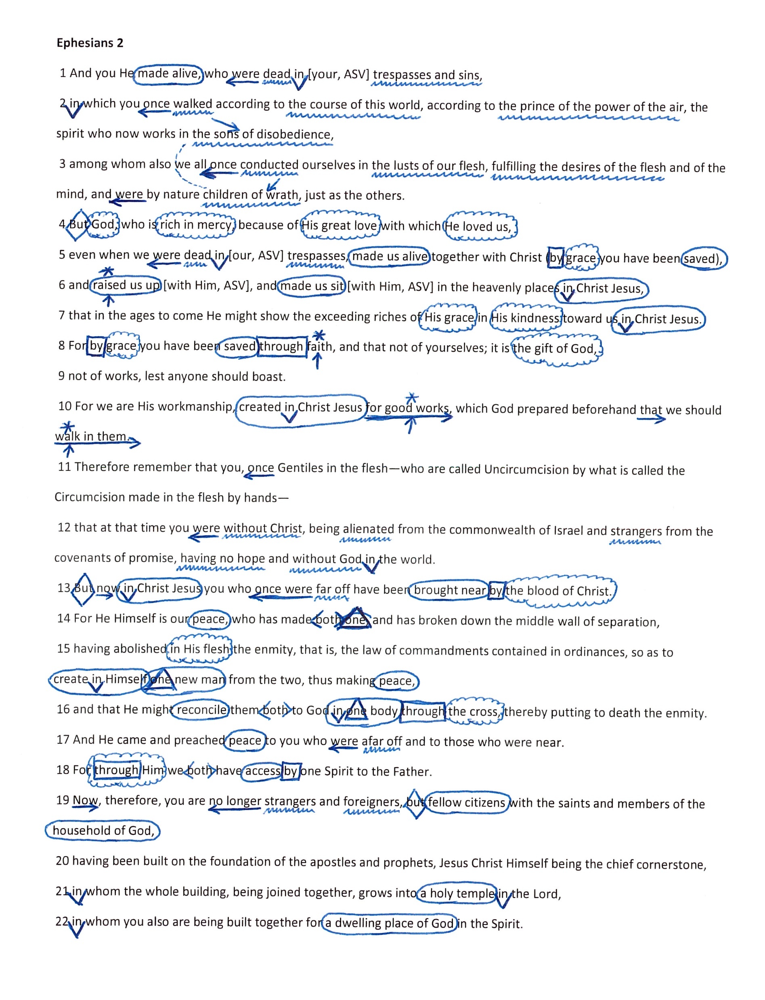 Ephesians 2
1 And you He made alive, who were dead in [your, ASV] trespasses and sins,
2 in which you once walked according to the course of this world, according to the prince of the power of the air, the
spirit who now works in the sons of disobedience,
3 among whom also we all once conducted ourselves in the lusts of our flesh, fulfilling the desires of the flesh and of the
mind, and were by nature children of wrath, just as the others.
4 But God, who is rich in mercy, because of His great love with which He loved us,
5 even when we were dead in [our, ASV] trespasses, made us alive together with Christ (by grace you have been saved),
6 and raised us up [with Him, ASV], and made us sit [with Him, ASV] in the heavenly places in Christ Jesus,
7 that in the ages to come He might show the exceeding riches of His grace in His kindness toward us in Christ Jesus.
8 For by grace you have been saved through faith, and that not of yourselves; it is the gift of God,
9 not of works, lest anyone should boast.
10 For we are His workmanship, created in Christ Jesus for good works, which God prepared beforehand that we should
walk in them.
11 Therefore remember that you, once Gentiles in the flesh—who are called Uncircumcision by what is called the
Circumcision made in the flesh by hands—
12 that at that time you were without Christ, being alienated from the commonwealth of Israel and strangers from the
covenants of promise, having no hope and without God in the world.
13 But now in Christ Jesus you who once were far off have been brought near by the blood of Christ.
14 For He Himself is our peace, who has made both one, and has broken down the middle wall of separation,
15 having abolished in His flesh the enmity, that is, the law of commandments contained in ordinances, so as to
create in Himself one new man from the two, thus making peace,
16 and that He might reconcile them both to God in one body through the cross, thereby putting to death the enmity.
17 And He came and preached peace to you who were afar off and to those who were near.
18 For through Him we both have access by one Spirit to the Father.
19 Now, therefore, you are no longer strangers and foreigners, but fellow citizens with the saints and members of the
household of God,
20 having been built on the foundation of the apostles and prophets, Jesus Christ Himself being the chief cornerstone,
21 in whom the whole building, being joined together, grows into a holy temple in the Lord,
22 in whom you also are being built together for a dwelling place of God in the Spirit.